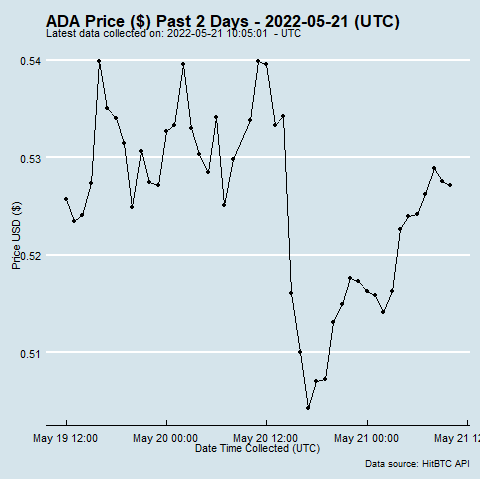 ADA Price ($) Past 2 Days - 2022-05-21 (UTC)
Latest data collected on: 2022-05-21 10:05:01 - UTC
0.54
0.53
0.52
0.51
Price USD ($)
May 19 12:00 May 20 00:00 May 20 12:00 May 21 00:00 May 21 12
Date Time Collected (UTC)
Data source: HitBTC API